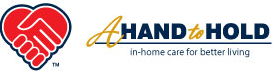 A HAND to HOLD
in-home care for better living
TM